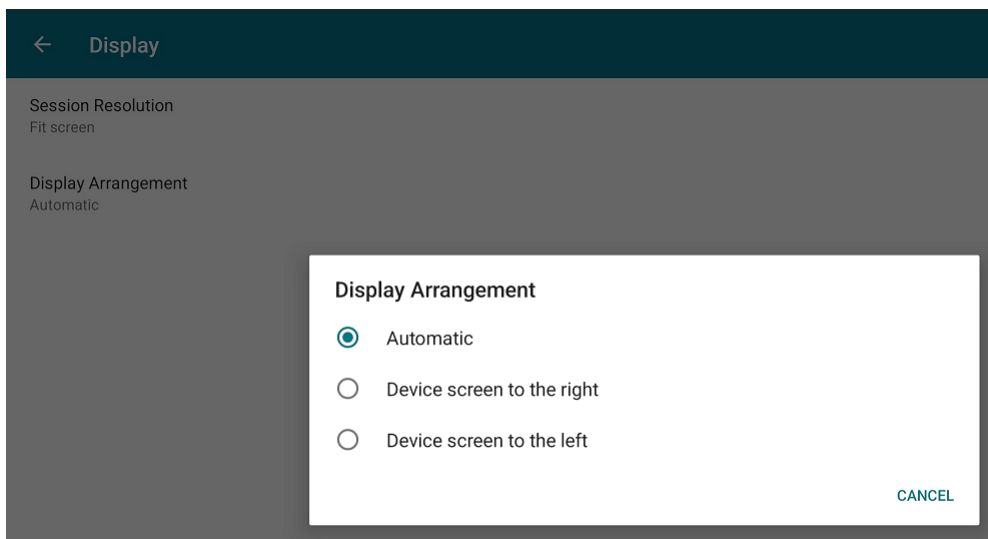 Display
Session Resolution
Fit screen
Display Arrangement
Automatic
Display Arrangement
Automatic
Device screen to the right
Device screen to the left
CANCEL